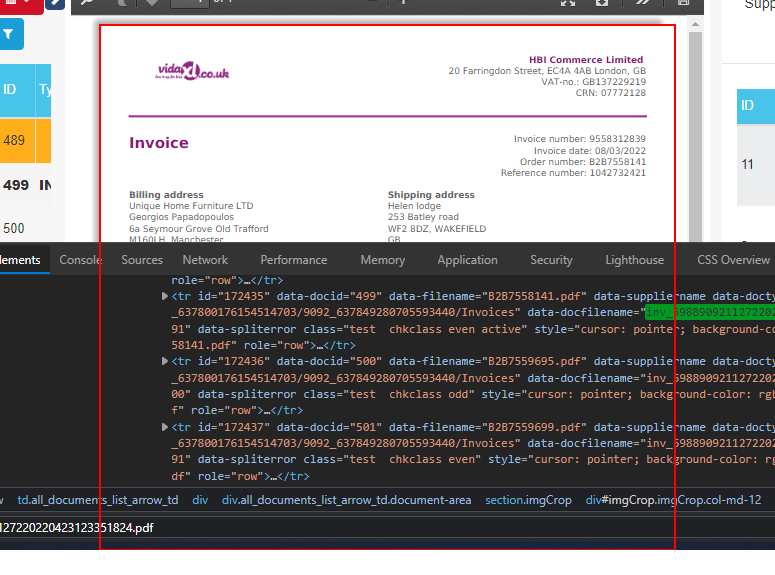 Supp
ID Ty
489
499 IN
500
ID
11
vidaXL.co.uk
HBI Commerce Limited
20 Farringdon Street, EC4A 4AB London, GB
VAT-no.: GB137229219
CRN: 07772128
Invoice
Invoice number: 9558312839
Invoice date: 08/03/2022
Order number: B2B7558141
Reference number: 1042732421
Billing address
Unique Home Furniture LTD
Georgios Papadopoulos
6a Seymour Grove Old Trafford
M160LH, Manchester
Shipping address
Helen lodge
253 Batley road
WF2 8DZ, WAKEFIELD
GB
lements Console Sources Network Performance Memory Application Security Lighthouse CSS Overview
role="row">…</tr>
<tr id="172435" data-docid="499" data-filename="B2B7558141.pdf" data-suppliername data-docty
_637800176154514703/9092_637849280705593440/Invoices" data-docfilename="inv_5988909211272202
91" data-spliterror class="test  chkclass even active" style="cursor: pointer; background-co
58141.pdf" role="row">…</tr>
<tr id="172436" data-docid="500" data-filename="B2B7559695.pdf" data-suppliername data-docty
_637800176154514703/9092_637849280705593440/Invoices" data-docfilename="inv_5988909211272202
00" data-spliterror class="test  chkclass odd" style="cursor: pointer; background-color: rgb
f" role="row">…</tr>
<tr id="172437" data-docid="501" data-filename="B2B7559699.pdf" data-suppliername data-docty
_637800176154514703/9092_637849280705593440/Invoices" data-docfilename="inv_5988909211272202
91" data-spliterror class="test  chkclass even" style="cursor: pointer; background-color: rg
df" role="row">…</tr>
w td.all_documents_list_arrow_td div div.all_documents_list_arrow_td.document-area section.imgCrop div#imgCrop.imgCrop.col-md-12
127220220423123351824.pdf